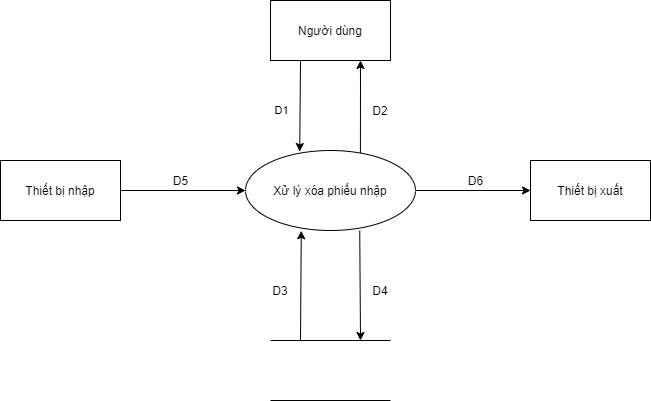 Người dùng
D1
D2
Thiết bị nhập
D5
Xử lý xóa phiếu nhập
D6
Thiết bị xuất
D3
D4